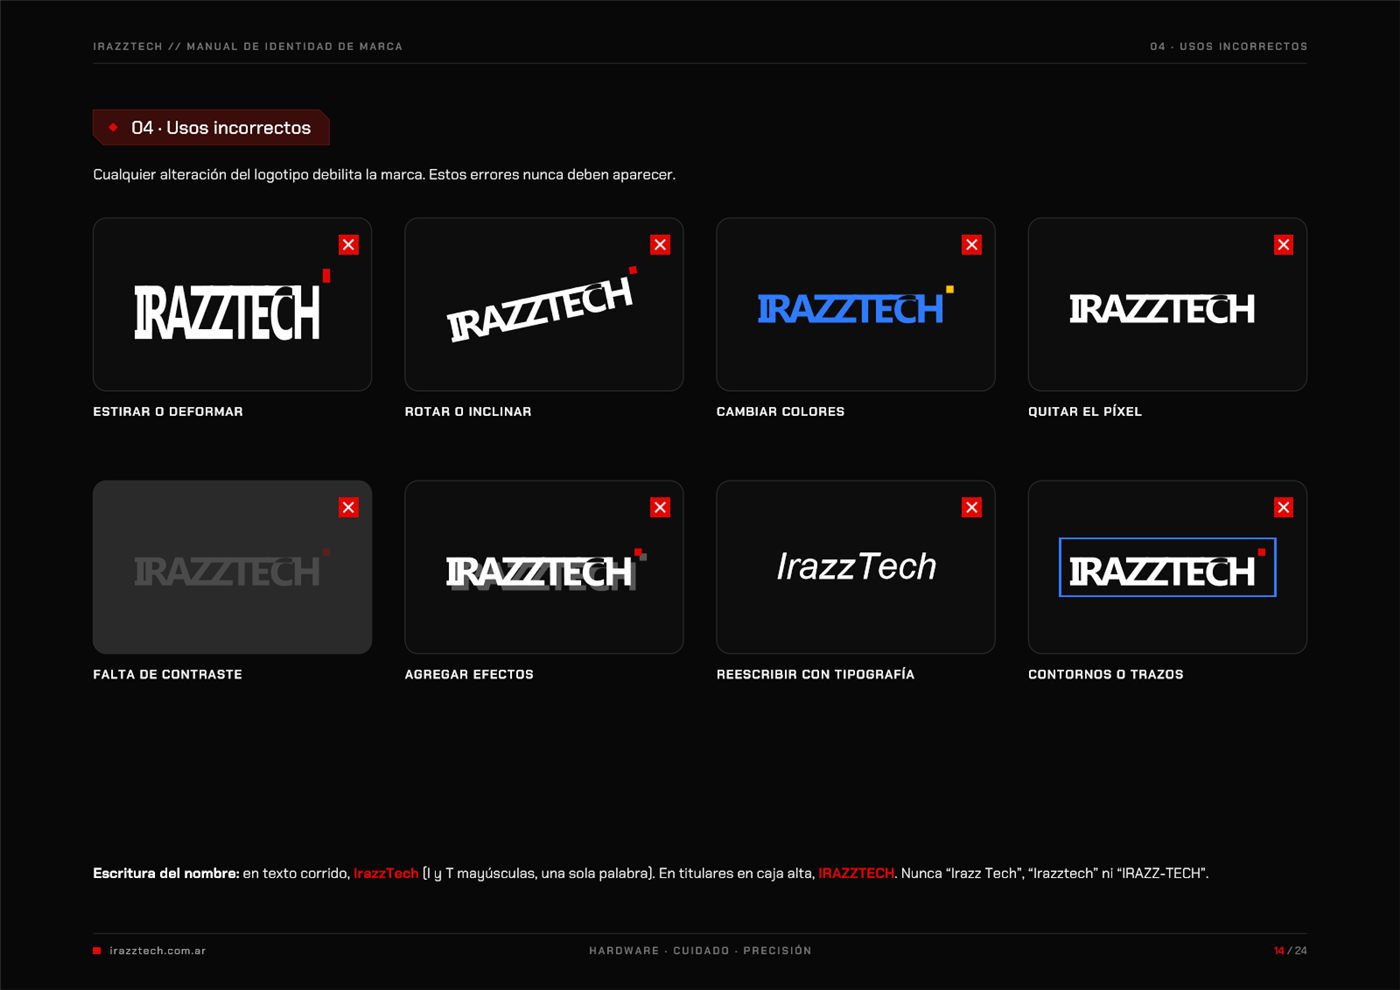 IRAZZTECH // MANUAL DE IDENTIDAD DE MARCA
04 · USOS INCORRECTOS
04 · Usos incorrectos
Cualquier alteración del logotipo debilita la marca. Estos errores nunca deben aparecer.
IRAZZTECH
IRAZZTECH
IRAZZTECH
IRAZZTECH
ESTIRAR O DEFORMAR
ROTAR O INCLINAR
CAMBIAR COLORES
QUITAR EL PÍXEL
IRAZZTECH
IRAZZTECH
IrazzTech
IRAZZTECH
FALTA DE CONTRASTE
AGREGAR EFECTOS
REESCRIBIR CON TIPOGRAFÍA
CONTORNOS O TRAZOS
Escritura del nombre: en texto corrido, IrazzTech (I y T mayúsculas, una sola palabra). En titulares en caja alta, IRAZZTECH. Nunca “Irazz Tech”, “Irazztech” ni “IRAZZ-TECH”.
irazztech.com.ar
HARDWARE · CUIDADO · PRECISIÓN
14 / 24